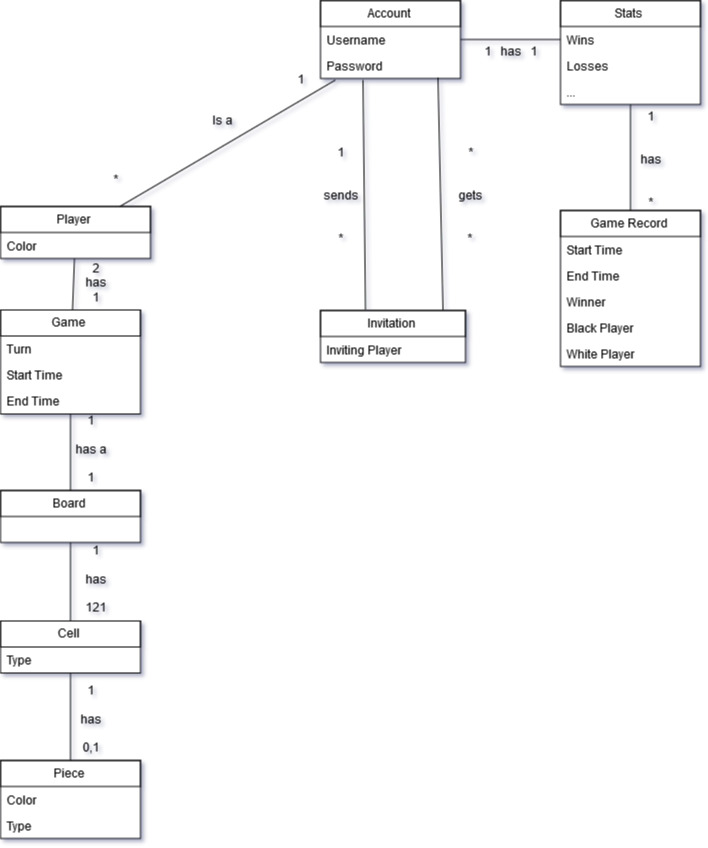 Account
Username
Password
Stats
Wins
Losses
...
1 has 1
1
Is a
*
1
sends
*
*
gets
*
1
has
*
Player
Color
Game Record
Start Time
End Time
Winner
Black Player
White Player
2
has
1
Game
Turn
Start Time
End Time
Invitation
Inviting Player
1
has a
1
Board
1
has
121
Cell
Type
1
has
0,1
Piece
Color
Type